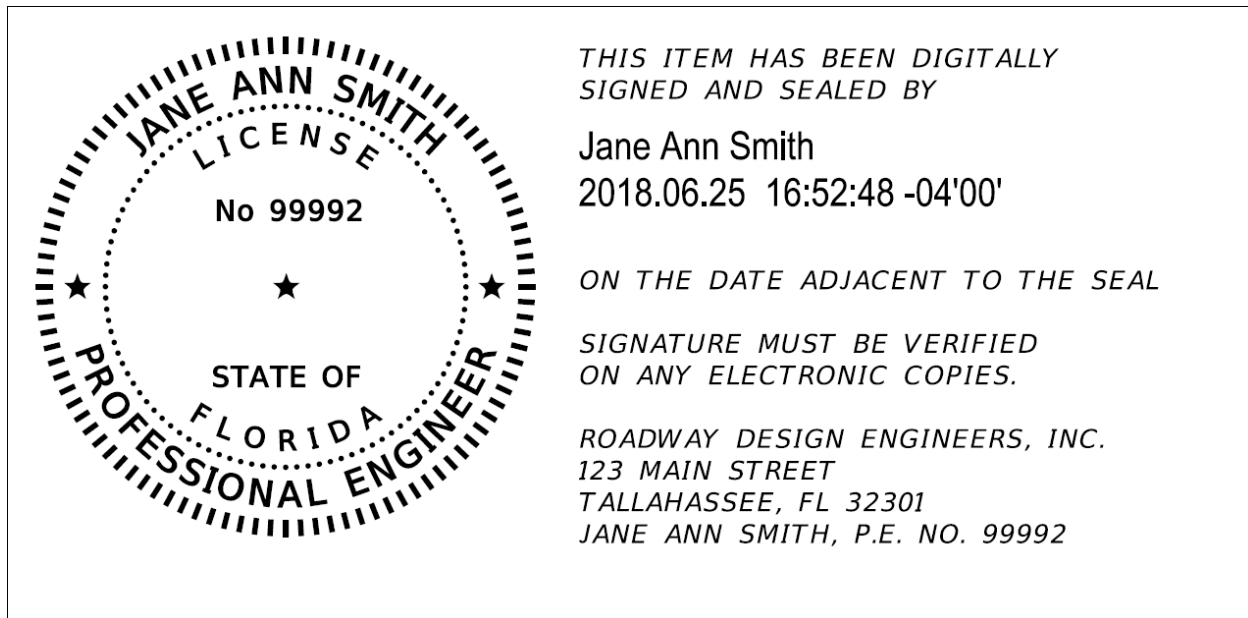 JANE ANN SMITH
LICENSE
No 99992
STATE OF
FLORIDA
PROFESSIONAL ENGINEER
THIS ITEM HAS BEEN DIGITALLY
SIGNED AND SEALED BY
Jane Ann Smith
2018.06.25 16:52:48 -04'00'
ON THE DATE ADJACENT TO THE SEAL
SIGNATURE MUST BE VERIFIED
ON ANY ELECTRONIC COPIES.
ROADWAY DESIGN ENGINEERS, INC.
123 MAIN STREET
TALLAHASSEE, FL 32301
JANE ANN SMITH, P.E. NO. 99992